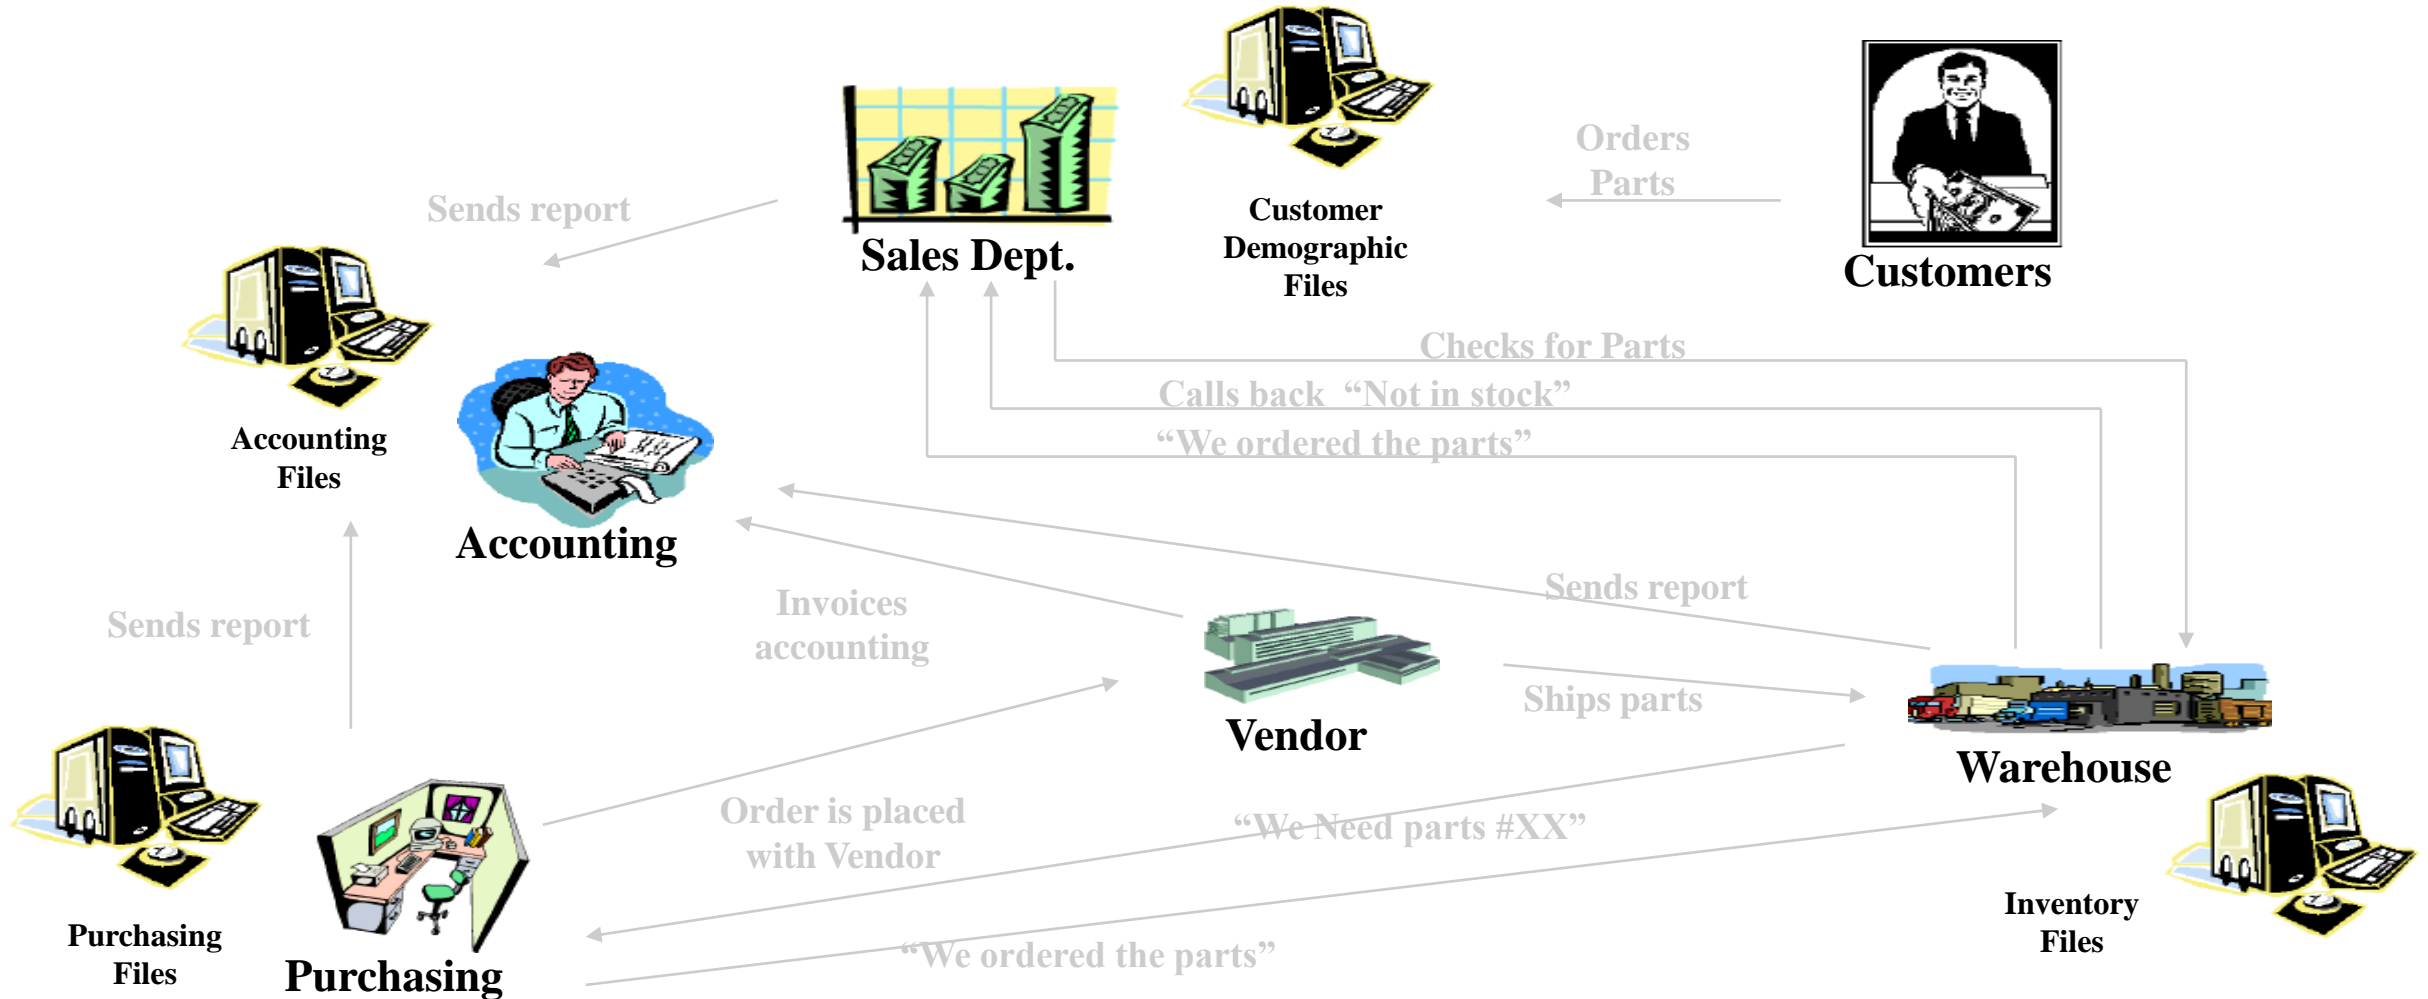 Orders
Parts
Sends report
Customer
Demographic
Files
Sales Dept.
Customers
Checks for Parts
Calls back “Not in stock”
“We ordered the parts”
Accounting
Files
Accounting
Sends report
Invoices
accounting
Sends report
Ships parts
Vendor
Warehouse
Order is placed
with Vendor
“We Need parts #XX”
Inventory
Files
Purchasing
Files
“We ordered the parts”
Purchasing